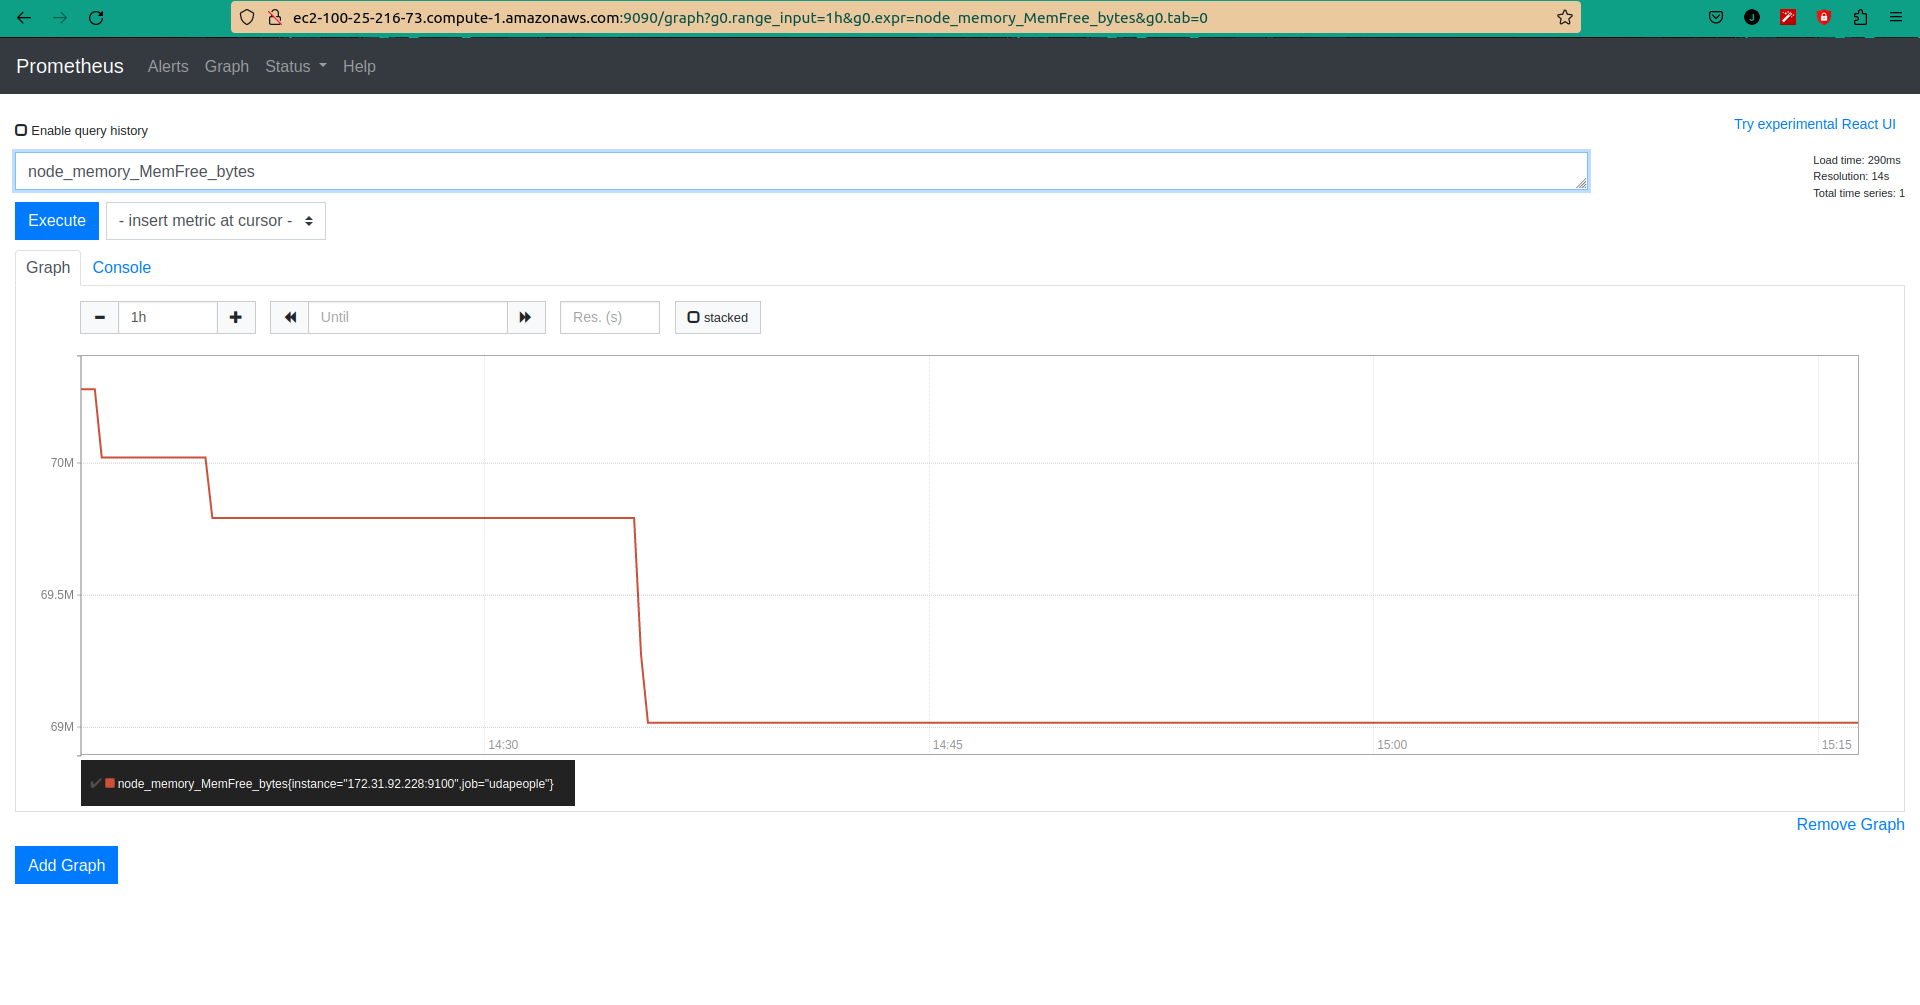 ec2-100-25-216-73.compute-1.amazonaws.com:9090/graph?g0.range_input=1h&g0.expr=node_memory_MemFree_bytes&g0.tab=0
Prometheus Alerts Graph Status Help
Enable query history
Try experimental React UI
node_memory_MemFree_bytes
Load time: 290ms
Resolution: 14s
Total time series: 1
Execute - insert metric at cursor -
Graph Console
1h Until Res. (s) stacked
70M
69.5M
69M
14:30 14:45 15:00 15:15
node_memory_MemFree_bytes{instance="172.31.92.228:9100",job="udapeople"}
Remove Graph
Add Graph